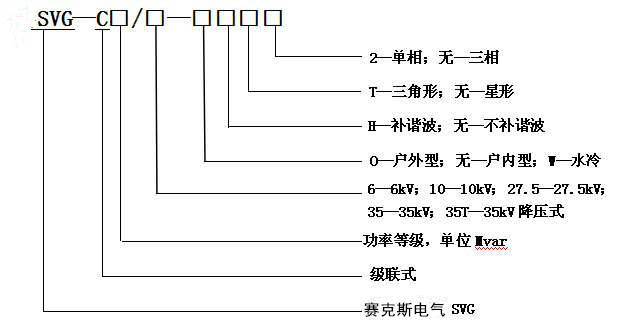 SVG—C□/□—□□□□
2—单相；无—三相
T—三角形；无—星形
H—补谐波；无—不补谐波
O—户外型；无—户内型；W—水冷
6—6kV；10—10kV；27.5—27.5kV；
35—35kV；35T—35kV降压式
功率等级，单位Mvar
级联式
赛克斯电气 SVG